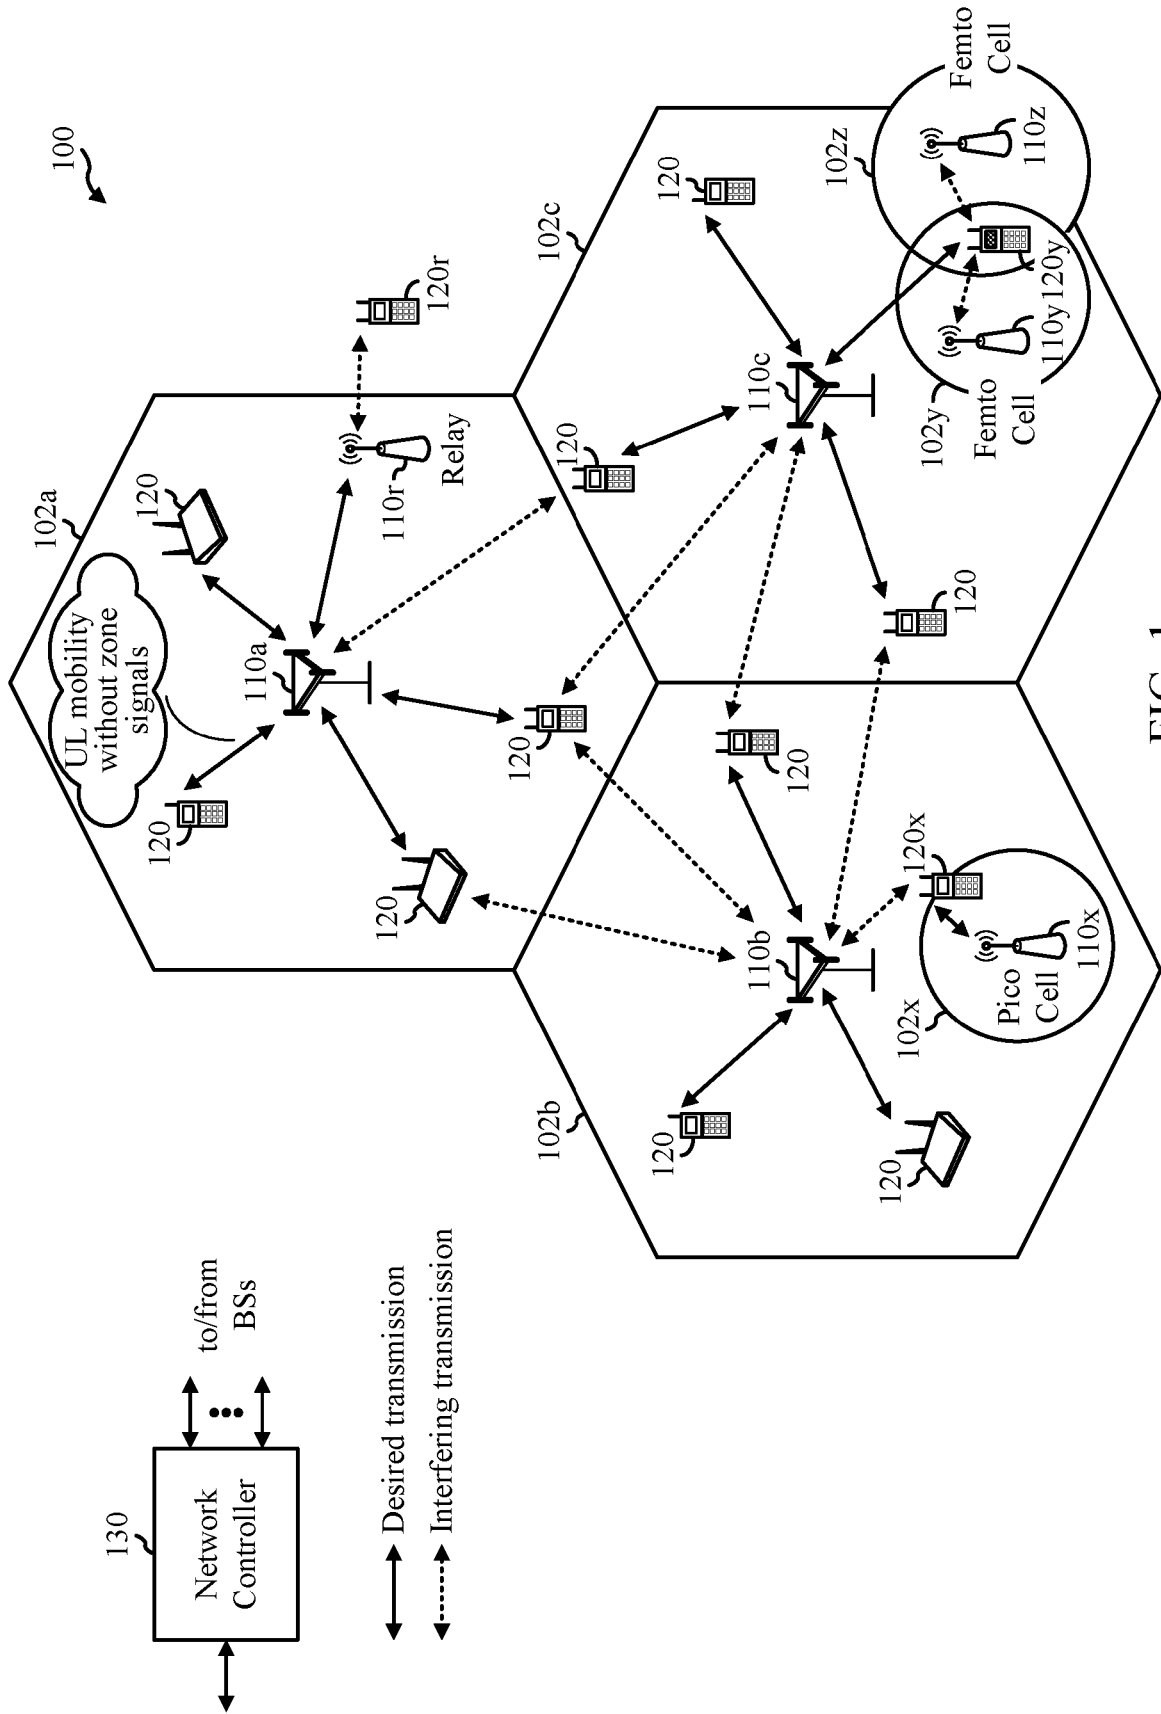 100
130
Network
Controller
to/from
BSs
Desired transmission
Interfering transmission
102a
UL mobility
without zone
signals
120
120
110a
120
110r
Relay
120r
120
120
102b
102c
120
110b
120
120
102x
Pico
Cell
110x
120x
120
120
110c
120
102y
Femto
Cell
110y
120y
102z
110z
Femto
Cell
FIG. 1